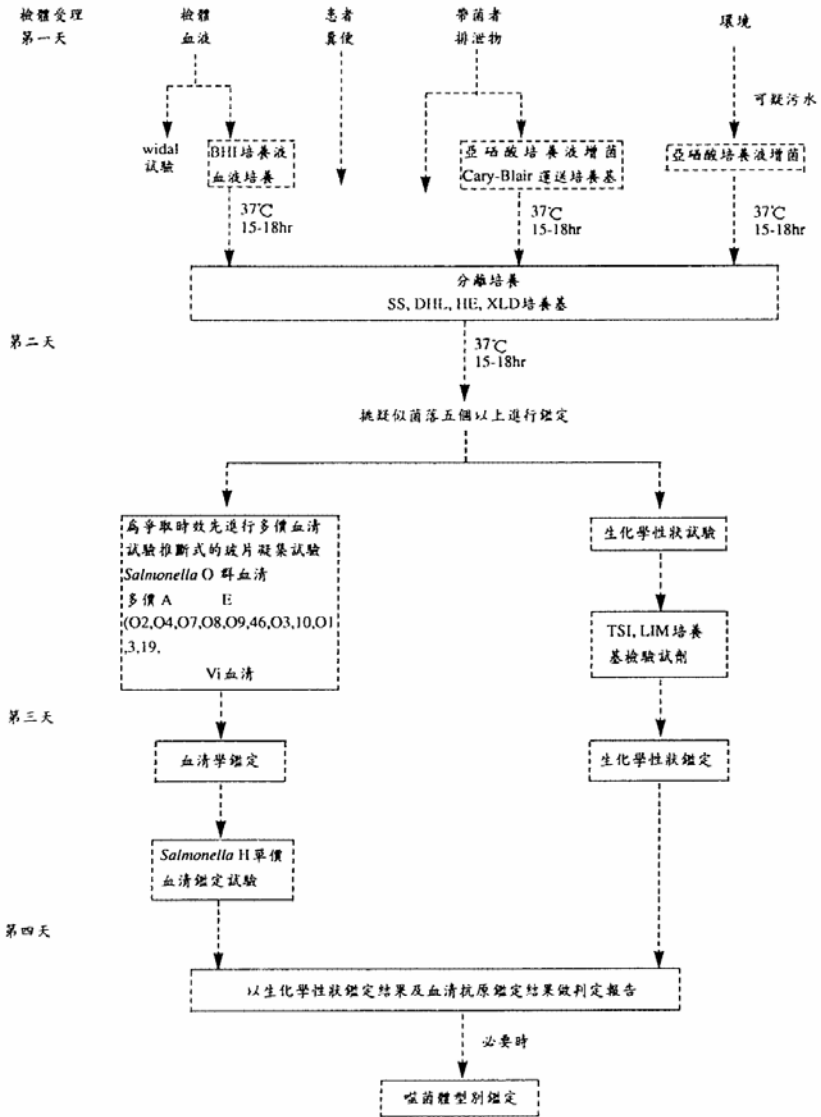 檢體受理
第一天
檢體
血液
患者
糞便
帶菌者
排泄物
環境
可疑污水
widal
試驗
BHI培養液
血液培養
亞硒酸培養液增菌
Cary-Blair 運送培養基
亞硒酸培養液增菌
37℃
15-18hr
37℃
15-18hr
37℃
15-18hr
分離培養
SS, DHL, HE, XLD培養基
第二天
37℃
15-18hr
挑疑似菌落五個以上進行鑑定
為爭取時效先進行多價血清
試驗推斷式的玻片凝集試驗
Salmonella O 群血清
多價 A E
(O2,O4,O7,O8,O9,46,O3,10,O1
,3,19,
Vi血清
生化學性狀試驗
TSI, LIM培養
基檢驗試劑
第三天
血清學鑑定
生化學性狀鑑定
Salmonella H單價
血清鑑定試驗
第四天
以生化學性狀鑑定結果及血清抗原鑑定結果做判定報告
必要時
噬菌體型別鑑定